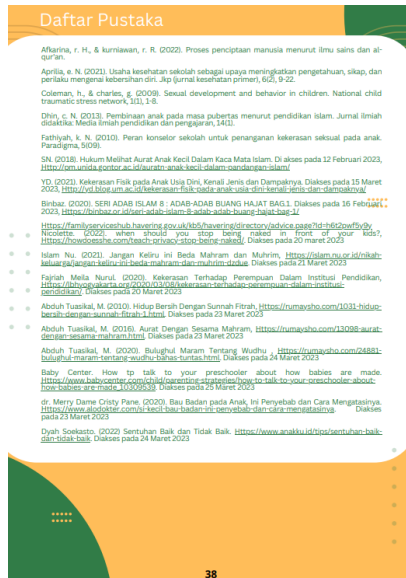 Daftar Pustaka
Afkarina, r. H., & kurniawan, r. R. (2022). Proses penciptaan manusia menurut ilmu sains dan al-
qur'an.
Aprilia, e. N. (2021). Usaha kesehatan sekolah sebagai upaya meningkatkan pengetahuan, sikap, dan
perilaku mengenai kebersihan diri. Jkp (jurnal kesehatan primer), 6(2), 9-22.
Coleman, h., & charles, g. (2009). Sexual development and behavior in children. National child
traumatic stress network, 1(1), 1-8.
Dhin, c. N. (2013). Pembinaan anak pada masa pubertas menurut pendidikan islam. Jurnal ilmiah
didaktika: Media ilmiah pendidikan dan pengajaran, 14(1).
Fathiyah, k. N. (2010). Peran konselor sekolah untuk penanganan kekerasan seksual pada anak.
Paradigma, 5(09).
SN. (2018). Hukum Melihat Aurat Anak Kecil Dalam Kaca Mata Islam. Di akses pada 12 Februari 2023,
Http://pm.unida.gontor.ac.id/auratn-anak-kecil-dalam-pandangan-islam/
YD. (2021). Kekerasan Fisik pada Anak Usia Dini, Kenali Jenis dan Dampaknya. Diakses pada 15 Maret
2023, Http://yd.blog.um.ac.id/kekerasan-fisik-pada-anak-usia-dini-kenali-jenis-dan-dampaknya/
Binbaz. (2020). SERI ADAB ISLAM 8 : ADAB-ADAB BUANG HAJAT BAG.1. Diakses pada 16 Februari
2023, Https://binbaz.or.id/seri-adab-islam-8-adab-adab-buang-hajat-bag-1/
Https://familyserviceshub.havering.gov.uk/kb5/havering/directory/advice.page?id=h6t2pwf5y9y
Nicolette. (2022). when should you stop being naked in front of your kids?,
Https://howdoesshe.com/teach-privacy-stop-being-naked/. Diakses pada 20 maret 2023
Islam Nu. (2021). Jangan Keliru ini Beda Mahram dan Muhrim, Https://islam.nu.or.id/nikah-
keluarga/jangan-keliru-ini-beda-mahram-dan-muhrim-dzdue. Diakses pada 21 Maret 2023
Fajriah Meila Nurul. (2020). Kekerasan Terhadap Perempuan Dalam Institusi Pendidikan,
Https://lbhyogyakarta.org/2020/03/08/kekerasan-terhadap-perempuan-dalam-institusi-
pendidikan/. Diakses pada 20 Maret 2023
Abduh Tuasikal, M. (2010). Hidup Bersih Dengan Sunnah Fitrah, Https://rumaysho.com/1031-hidup-
bersih-dengan-sunnah-fitrah-1.html. Diakses pada 23 Maret 2023
Abduh Tuasikal, M. (2016). Aurat Dengan Sesama Mahram, Https://rumaysho.com/13098-aurat-
dengan-sesama-mahram.html. Diakses pada 23 Maret 2023
Abduh Tuasikal, M. (2020). Bulughul Maram Tentang Wudhu , Https://rumaysho.com/24881-
bulughul-maram-tentang-wudhu-bahas-tuntas.html. Diakses pada 24 Maret 2023
Baby Center. How tp talk to your preschooler about how babies are made.
Https://www.babycenter.com/child/parenting-strategies/how-to-talk-to-your-preschooler-about-
how-babies-are-made_10309539. Diakses pada 25 Maret 2023
dr. Merry Dame Cristy Pane. (2020). Bau Badan pada Anak, Ini Penyebab dan Cara Mengatasinya.
Https://www.alodokter.com/si-kecil-bau-badan-ini-penyebab-dan-cara-mengatasinya. Diakses
pada 23 Maret 2023
Dyah Soekasto. (2022) Sentuhan Baik dan Tidak Baik. Https://www.anakku.id/tips/sentuhan-baik-
dan-tidak-baik. Diakses pada 24 Maret 2023
38